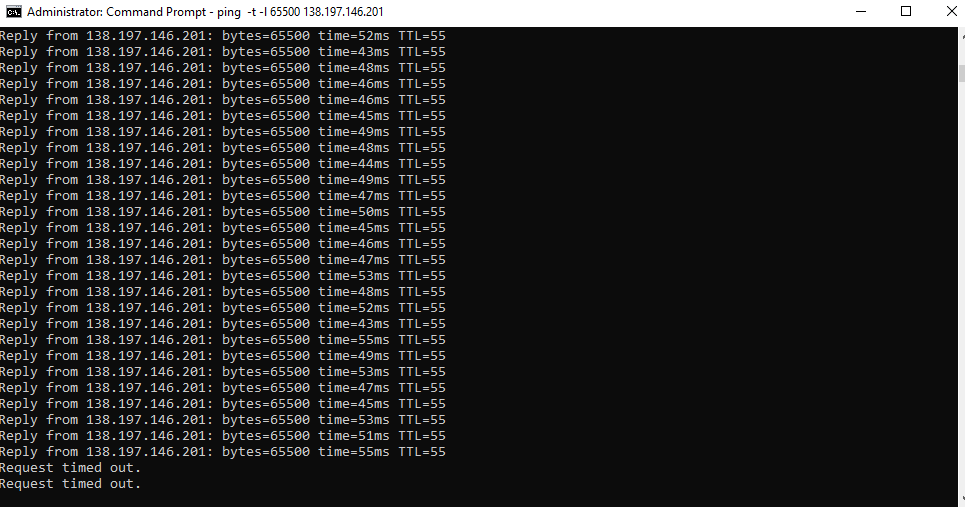 Administrator: Command Prompt - ping -t -l 65500 138.197.146.201
Reply from 138.197.146.201: bytes=65500 time=52ms TTL=55
Reply from 138.197.146.201: bytes=65500 time=43ms TTL=55
Reply from 138.197.146.201: bytes=65500 time=48ms TTL=55
Reply from 138.197.146.201: bytes=65500 time=46ms TTL=55
Reply from 138.197.146.201: bytes=65500 time=46ms TTL=55
Reply from 138.197.146.201: bytes=65500 time=45ms TTL=55
Reply from 138.197.146.201: bytes=65500 time=49ms TTL=55
Reply from 138.197.146.201: bytes=65500 time=48ms TTL=55
Reply from 138.197.146.201: bytes=65500 time=44ms TTL=55
Reply from 138.197.146.201: bytes=65500 time=49ms TTL=55
Reply from 138.197.146.201: bytes=65500 time=47ms TTL=55
Reply from 138.197.146.201: bytes=65500 time=50ms TTL=55
Reply from 138.197.146.201: bytes=65500 time=45ms TTL=55
Reply from 138.197.146.201: bytes=65500 time=46ms TTL=55
Reply from 138.197.146.201: bytes=65500 time=47ms TTL=55
Reply from 138.197.146.201: bytes=65500 time=53ms TTL=55
Reply from 138.197.146.201: bytes=65500 time=48ms TTL=55
Reply from 138.197.146.201: bytes=65500 time=52ms TTL=55
Reply from 138.197.146.201: bytes=65500 time=43ms TTL=55
Reply from 138.197.146.201: bytes=65500 time=55ms TTL=55
Reply from 138.197.146.201: bytes=65500 time=49ms TTL=55
Reply from 138.197.146.201: bytes=65500 time=53ms TTL=55
Reply from 138.197.146.201: bytes=65500 time=47ms TTL=55
Reply from 138.197.146.201: bytes=65500 time=45ms TTL=55
Reply from 138.197.146.201: bytes=65500 time=53ms TTL=55
Reply from 138.197.146.201: bytes=65500 time=51ms TTL=55
Reply from 138.197.146.201: bytes=65500 time=55ms TTL=55
Request timed out.
Request timed out.